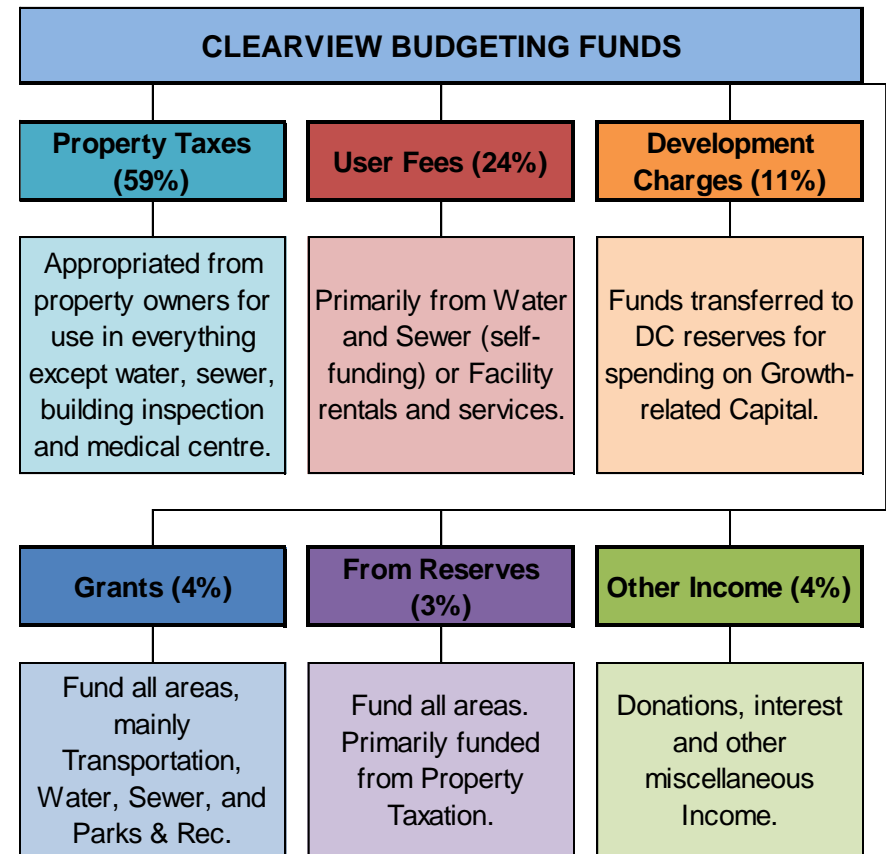 CLEARVIEW BUDGETING FUNDS
Property Taxes
(59%)
User Fees (24%)
Development
Charges (11%)
Appropriated from
property owners for
use in everything
except water, sewer,
building inspection
and medical centre.
Primarily from Water
and Sewer (self-
funding) or Facility
rentals and services.
Funds transferred to
DC reserves for
spending on Growth-
related Capital.
Grants (4%)
From Reserves
(3%)
Other Income (4%)
Fund all areas,
mainly
Transportation,
Water, Sewer, and
Parks & Rec.
Fund all areas.
Primarily funded
from Property
Taxation.
Donations, interest
and other
miscellaneous
Income.